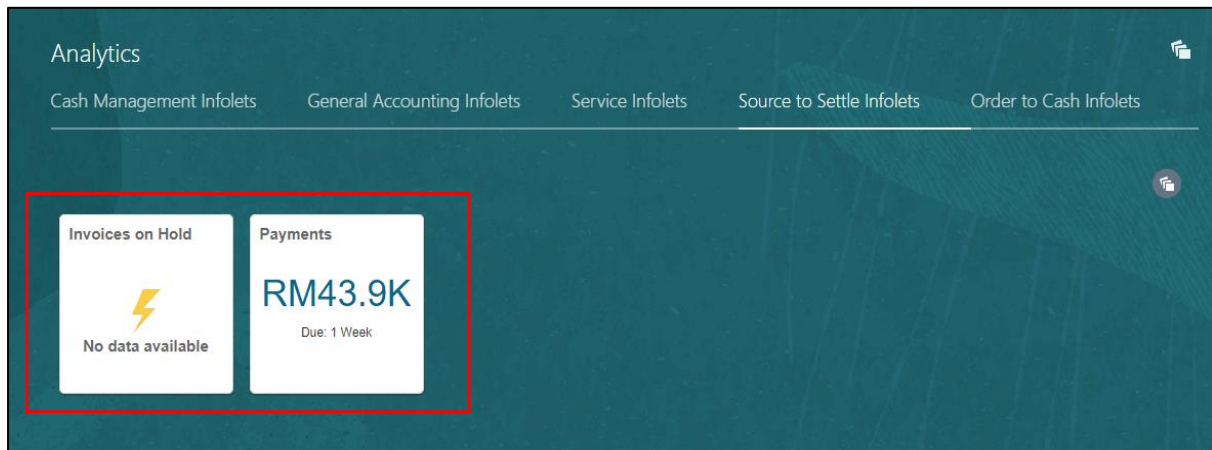 Analytics
Cash Management Infolets
General Accounting Infolets
Service Infolets
Source to Settle Infolets
Order to Cash Infolets
Invoices on Hold
No data available
Payments
RM43.9K
Due: 1 Week